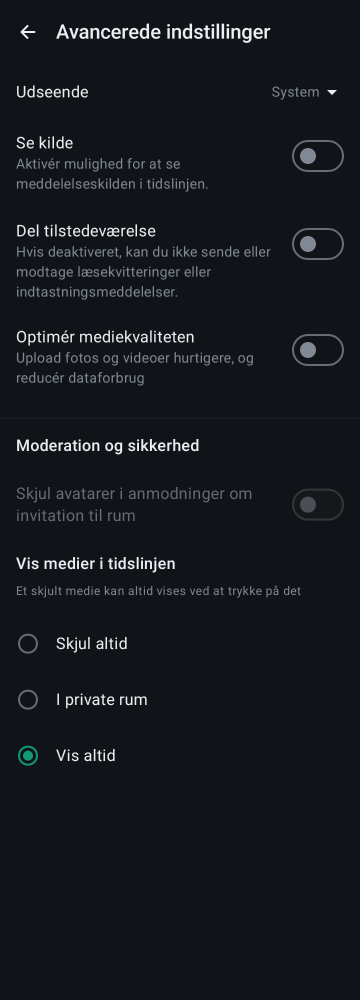 Avancerede indstillinger
Udseende
System
Se kilde
Aktivér mulighed for at se
meddelelseskilden i tidslinjen.
Del tilstedeværelse
Hvis deaktiveret, kan du ikke sende eller
modtage læsekvitteringer eller
indtastningsmeddelelser.
Optimér mediekvaliteten
Upload fotos og videoer hurtigere, og
reducér dataforbrug
Moderation og sikkerhed
Skjul avatarer i anmodninger om
invitation til rum
Vis medier i tidslinjen
Et skjult medie kan altid vises ved at trykke på det
Skjul altid
I private rum
Vis altid